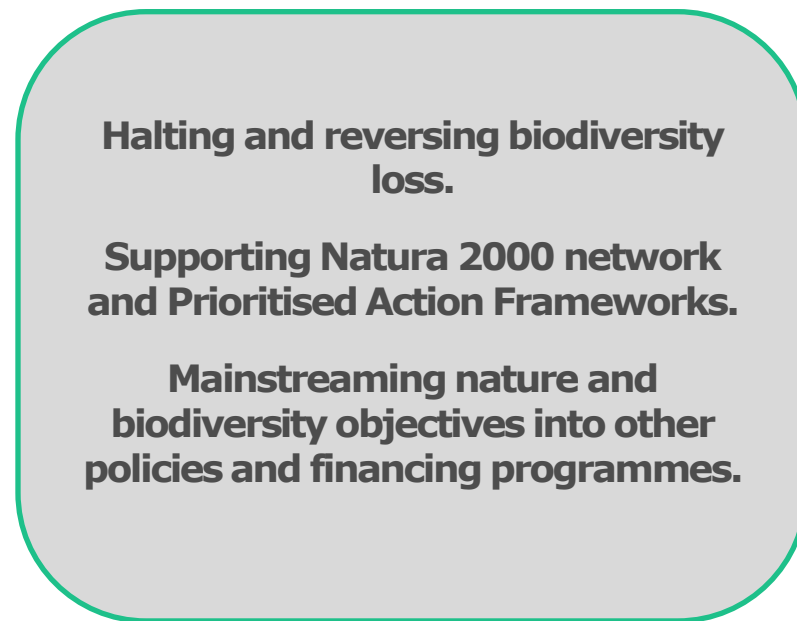 Halting and reversing biodiversity
loss.
Supporting Natura 2000 network
and Prioritised Action Frameworks.
Mainstreaming nature and
biodiversity objectives into other
policies and financing programmes.